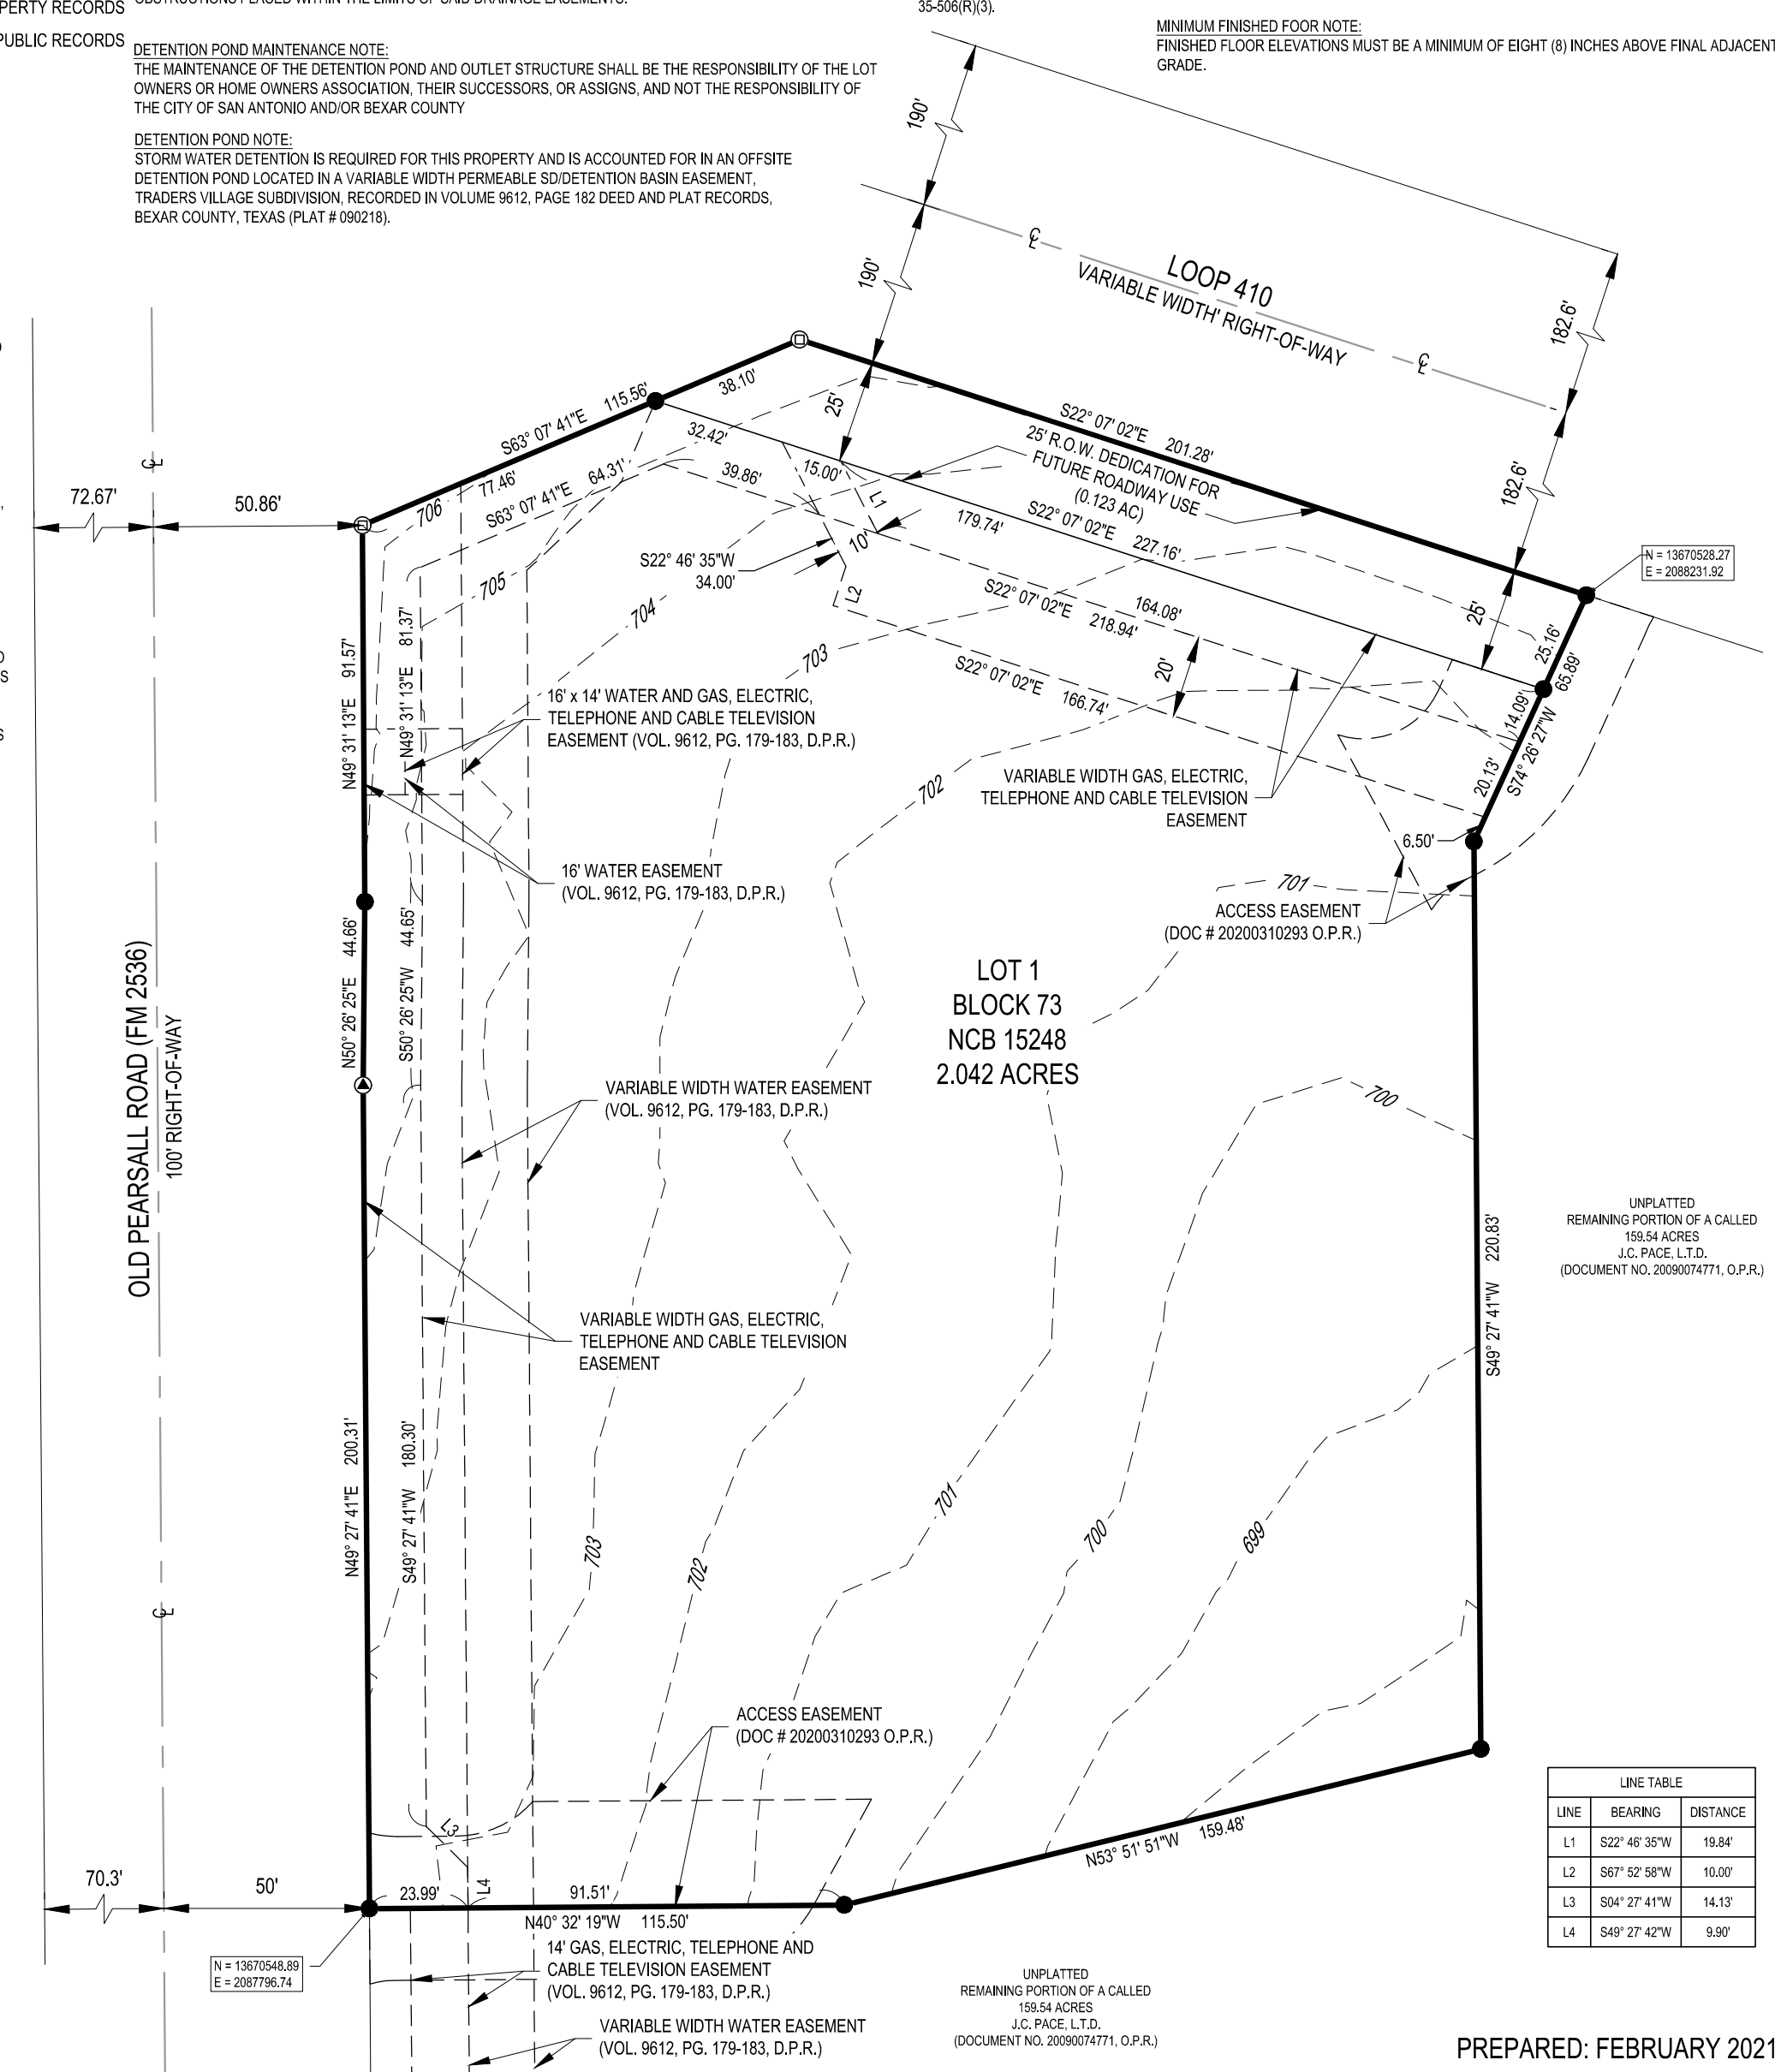 PERTY RECORDS
PUBLIC RECORDS
OBSTRUCTIONS PLACED WITHIN THE LIMITS OF SAID DRAINAGE EASEMENTS.
DETENTION POND MAINTENANCE NOTE:
THE MAINTENANCE OF THE DETENTION POND AND OUTLET STRUCTURE SHALL BE THE RESPONSIBILITY OF THE LOT
OWNERS OR HOME OWNERS ASSOCIATION, THEIR SUCCESSORS, OR ASSIGNS, AND NOT THE RESPONSIBILITY OF
THE CITY OF SAN ANTONIO AND/OR BEXAR COUNTY
DETENTION POND NOTE:
STORM WATER DETENTION IS REQUIRED FOR THIS PROPERTY AND IS ACCOUNTED FOR IN AN OFFSITE
DETENTION POND LOCATED IN A VARIABLE WIDTH PERMEABLE SD/DETENTION BASIN EASEMENT,
TRADERS VILLAGE SUBDIVISION, RECORDED IN VOLUME 9612, PAGE 182 DEED AND PLAT RECORDS,
BEXAR COUNTY, TEXAS (PLAT # 090218).
35-506(R)(3).
MINIMUM FINISHED FOOR NOTE:
FINISHED FLOOR ELEVATIONS MUST BE A MINIMUM OF EIGHT (8) INCHES ABOVE FINAL ADJACENT
GRADE.
190'
190'
LOOP 410
VARIABLE WIDTH' RIGHT-OF-WAY
182.6'
182.6'
S63° 07' 41"E 115.56'
38.10'
25'
S22° 07' 02"E 201.28'
25' R.O.W. DEDICATION FOR
FUTURE ROADWAY USE
(0.123 AC)
32.42'
15.00'
39.86'
L1
179.74'
S22° 07' 02"E 227.16'
77.46'
S63° 07' 41"E 64.31'
706
705
704
703
S22° 46' 35"W
34.00'
10'
L2
S22° 07' 02"E 218.94'
164.08'
S22° 07' 02"E 166.74'
20'
25'
N = 13670528.27
E = 2088231.92
25.16'
65.89'
14.09'
20.13'
S74° 26' 27"W
6.50'
72.67'
50.86'
N49° 31' 13"E 91.57'
N49° 31' 13"E 81.37'
16' x 14' WATER AND GAS, ELECTRIC,
TELEPHONE AND CABLE TELEVISION
EASEMENT (VOL. 9612, PG. 179-183, D.P.R.)
VARIABLE WIDTH GAS, ELECTRIC,
TELEPHONE AND CABLE TELEVISION
EASEMENT
702
16' WATER EASEMENT
(VOL. 9612, PG. 179-183, D.P.R.)
701
ACCESS EASEMENT
(DOC # 20200310293 O.P.R.)
OLD PEARSALL ROAD (FM 2536)
100' RIGHT-OF-WAY
N50° 26' 25"E 44.66'
S50° 26' 25"W 44.65'
LOT 1
BLOCK 73
NCB 15248
2.042 ACRES
VARIABLE WIDTH WATER EASEMENT
(VOL. 9612, PG. 179-183, D.P.R.)
700
UNPLATTED
REMAINING PORTION OF A CALLED
159.54 ACRES
J.C. PACE, L.T.D.
(DOCUMENT NO. 20090074771, O.P.R.)
S49° 27' 41"W 220.83'
VARIABLE WIDTH GAS, ELECTRIC,
TELEPHONE AND CABLE TELEVISION
EASEMENT
N49° 27' 41"E 200.31'
S49° 27' 41"W 180.30'
703
702
701
700
699
ACCESS EASEMENT
(DOC # 20200310293 O.P.R.)
L3
L4
70.3'
50'
23.99'
91.51'
N40° 32' 19"W 115.50'
N53° 51' 51"W 159.48'
N = 13670548.89
E = 2087796.74
14' GAS, ELECTRIC, TELEPHONE AND
CABLE TELEVISION EASEMENT
(VOL. 9612, PG. 179-183, D.P.R.)
VARIABLE WIDTH WATER EASEMENT
(VOL. 9612, PG. 179-183, D.P.R.)
UNPLATTED
REMAINING PORTION OF A CALLED
159.54 ACRES
J.C. PACE, L.T.D.
(DOCUMENT NO. 20090074771, O.P.R.)
LINE TABLE
LINE BEARING DISTANCE
L1 S22° 46' 35"W 19.84'
L2 S67° 52' 58"W 10.00'
L3 S04° 27' 41"W 14.13'
L4 S49° 27' 42"W 9.90'
PREPARED: FEBRUARY 2021